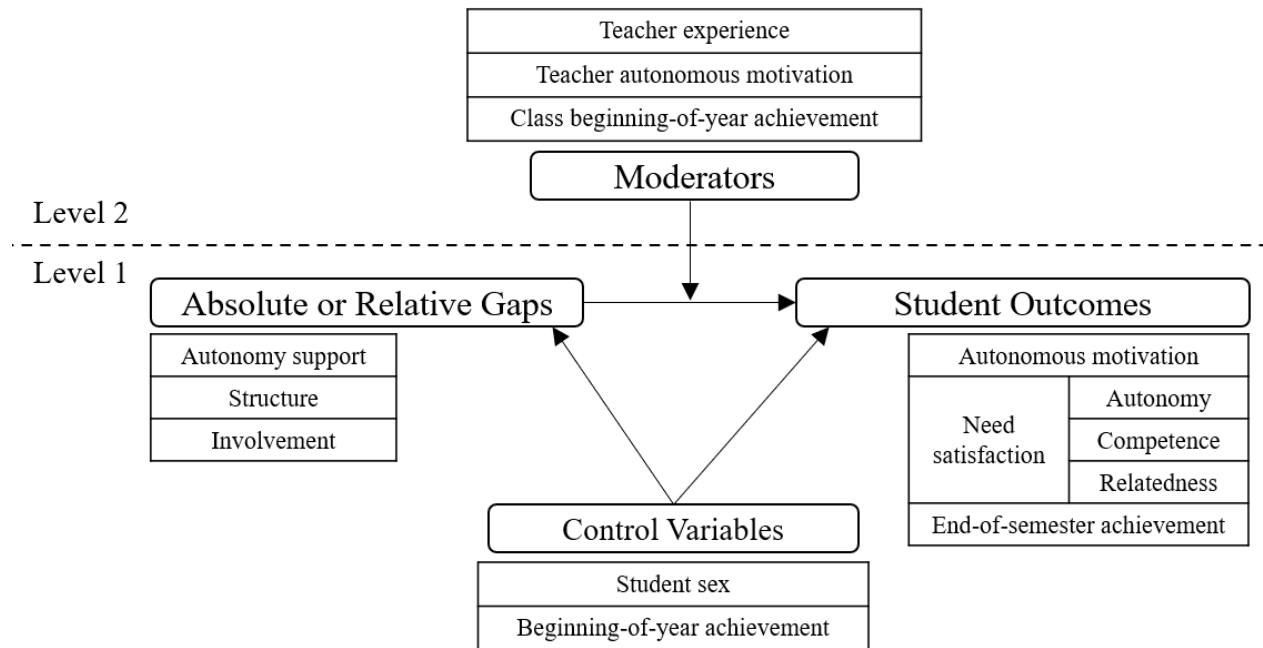 Teacher experience
Teacher autonomous motivation
Class beginning-of-year achievement
Moderators
Level 2
Level 1
Absolute or Relative Gaps
Autonomy support
Structure
Involvement
Student Outcomes
Autonomous motivation
Need
satisfaction
Autonomy
Competence
Relatedness
End-of-semester achievement
Control Variables
Student sex
Beginning-of-year achievement